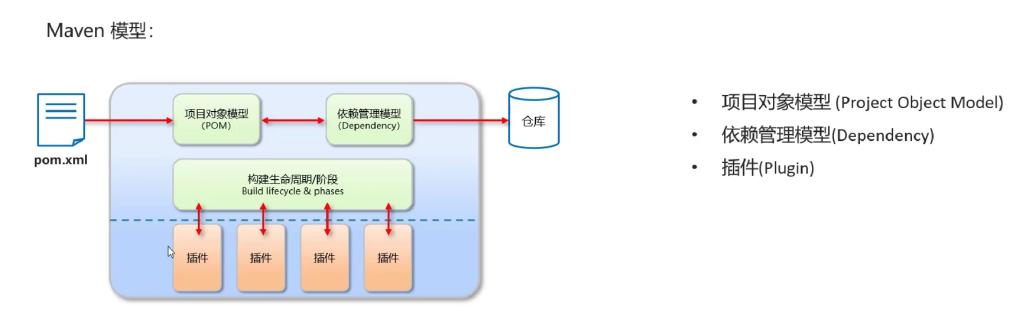 Maven 模型：
pom.xml
项目对象模型
(POM)
依赖管理模型
(Dependency)
仓库
构建生命周期/阶段
Build lifecycle & phases
插件
插件
插件
插件
• 项目对象模型 (Project Object Model)
• 依赖管理模型(Dependency)
• 插件(Plugin)